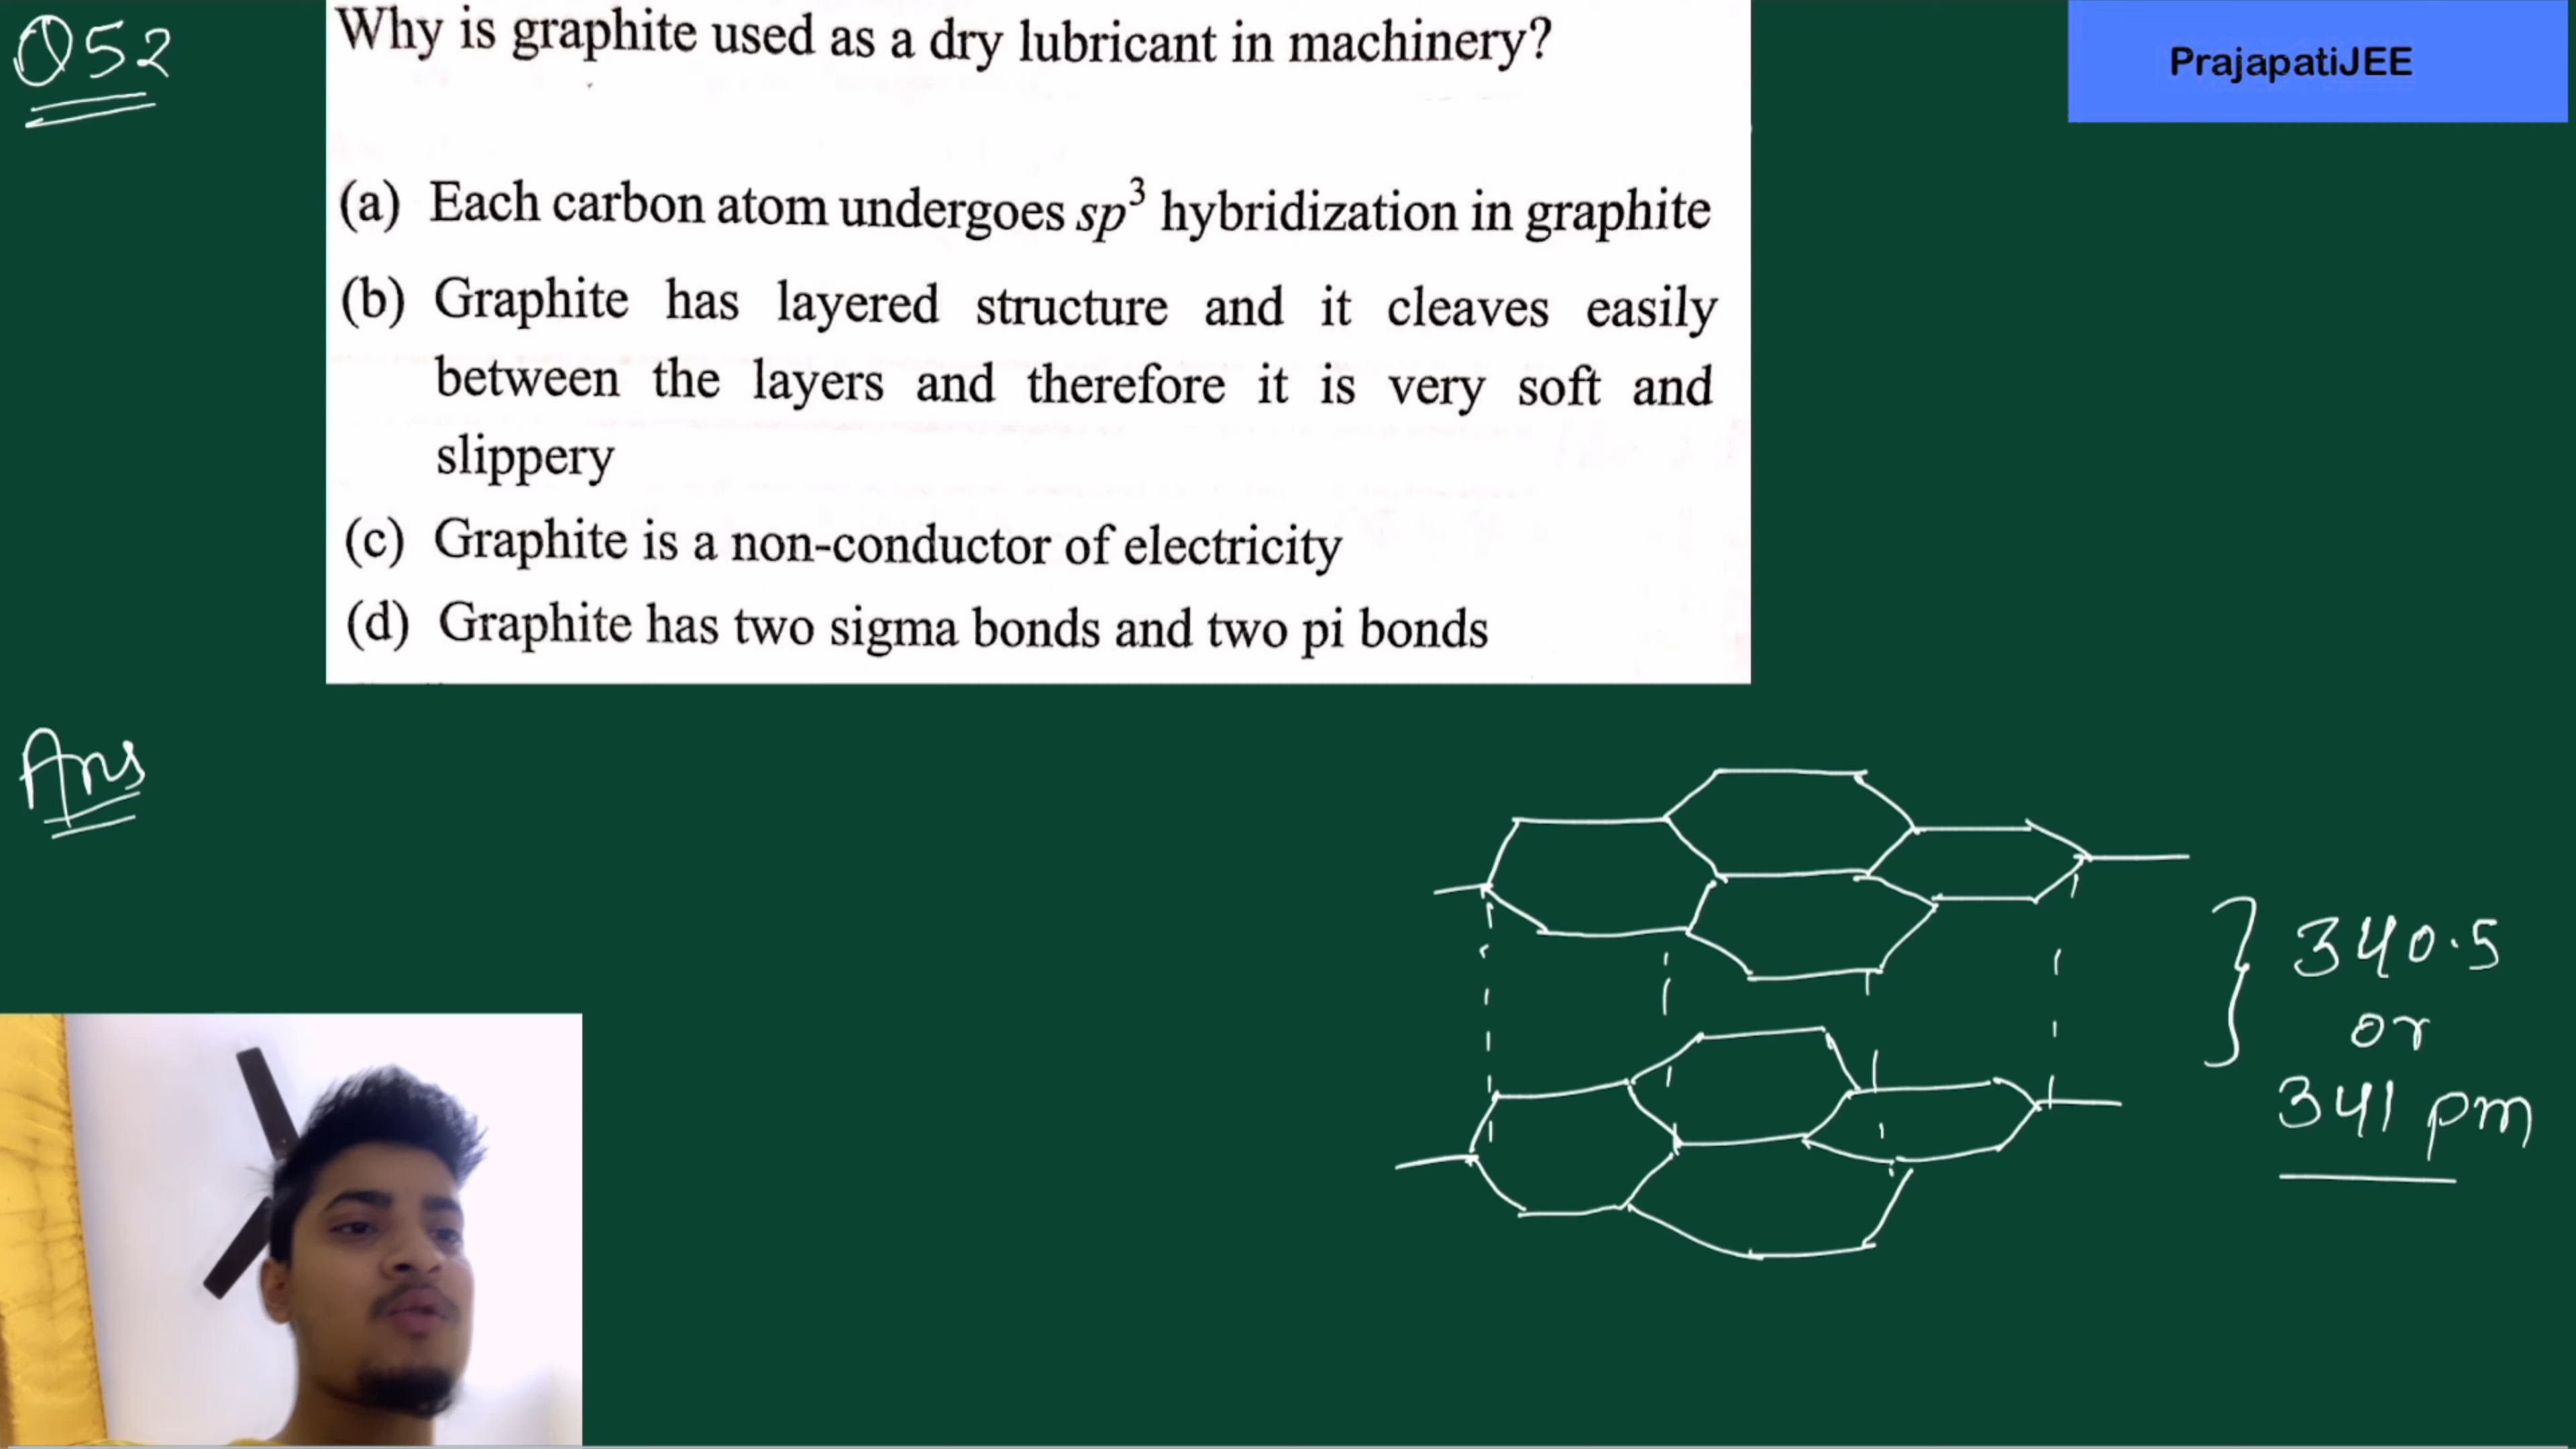 Q52
Why is graphite used as a dry lubricant in machinery?
PrajapatiJEE
(a) Each carbon atom undergoes sp³ hybridization in graphite
(b) Graphite has layered structure and it cleaves easily
between the layers and therefore it is very soft and
slippery
(c) Graphite is a non-conductor of electricity
(d) Graphite has two sigma bonds and two pi bonds
Ans
340.5
or
341 pm